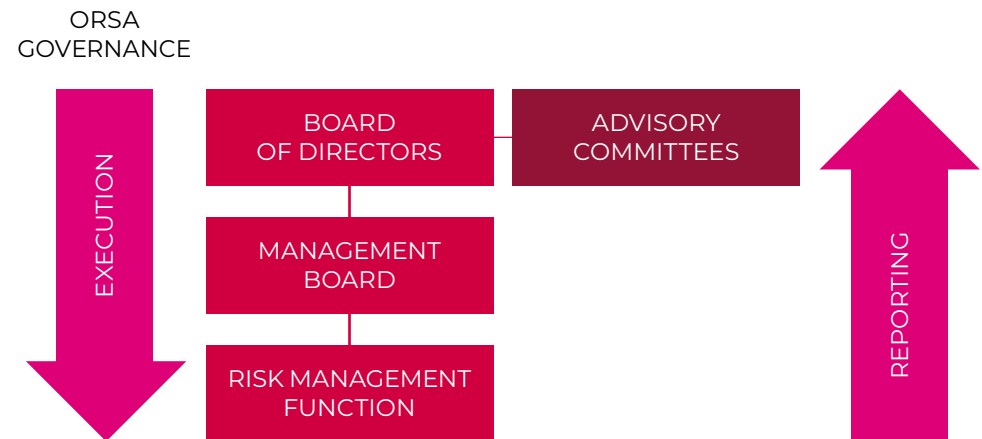 ORSA
GOVERNANCE
EXECUTION
BOARD
OF DIRECTORS
ADVISORY
COMMITTEES
MANAGEMENT
BOARD
RISK MANAGEMENT
FUNCTION
REPORTING